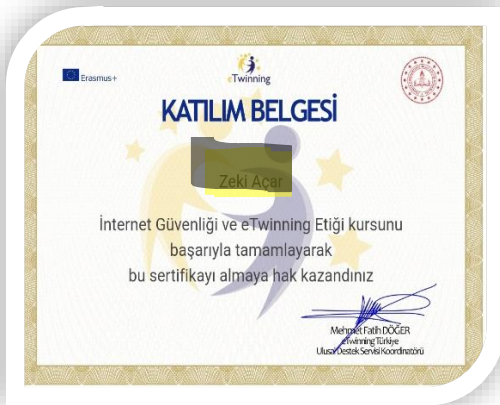 Erasmus+
eTwinning
KATILIM BELGESİ
Zeki Açar
İnternet Güvenliği ve eTwinning Etiği kursunu
başarıyla tamamlayarak
bu sertifikayı almaya hak kazandınız
Mehmet Fatih DÖĞER
eTwinning Türkiye
Ulusal Destek Servisi Koordinatörü